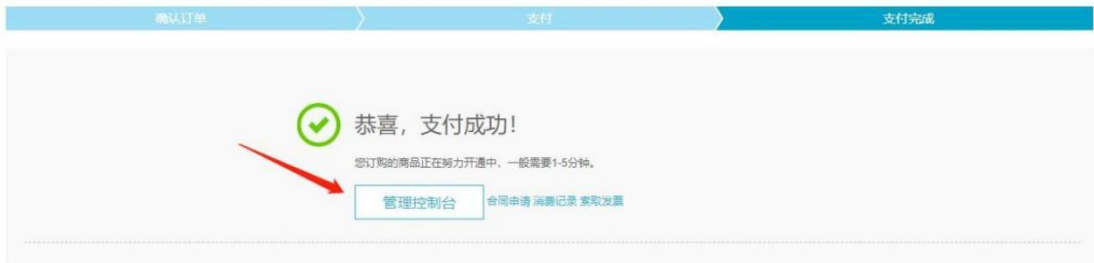 确认订单 支付 支付完成
恭喜，支付成功！
您订购的商品正在努力开通中，一般需要1-5分钟。
管理控制台 合同申请 消费记录 索取发票